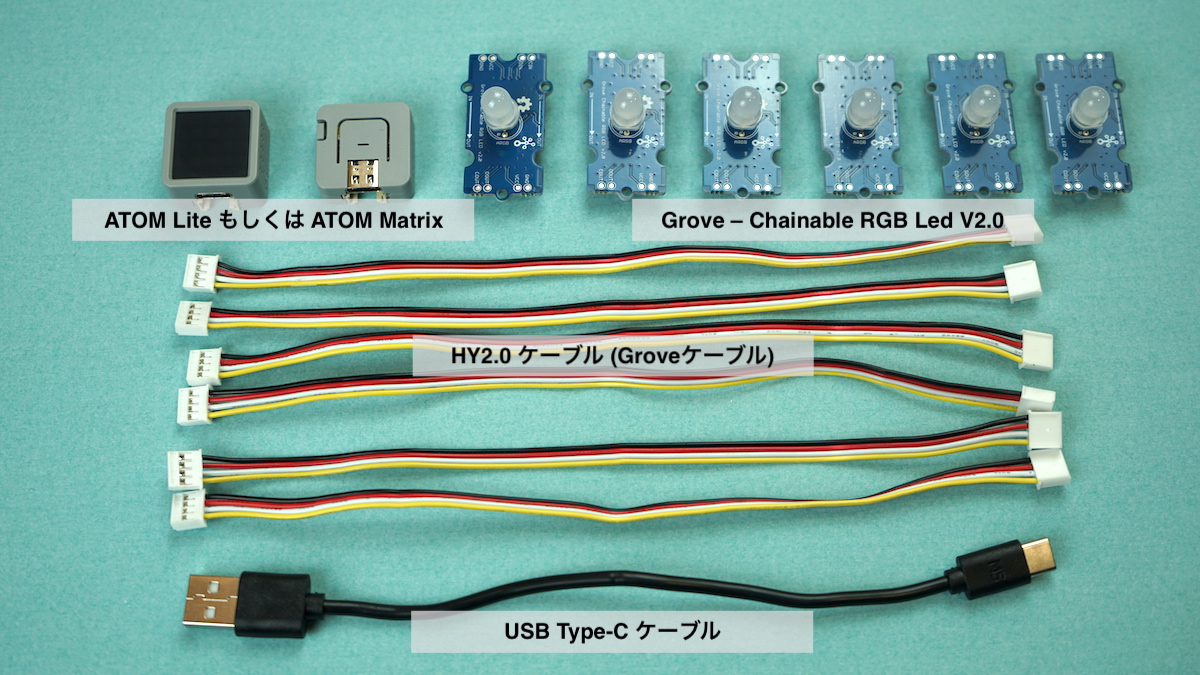 ATOM Lite もしくは ATOM Matrix
Grove – Chainable RGB Led V2.0
HY2.0 ケーブル (Groveケーブル)
USB Type-C ケーブル